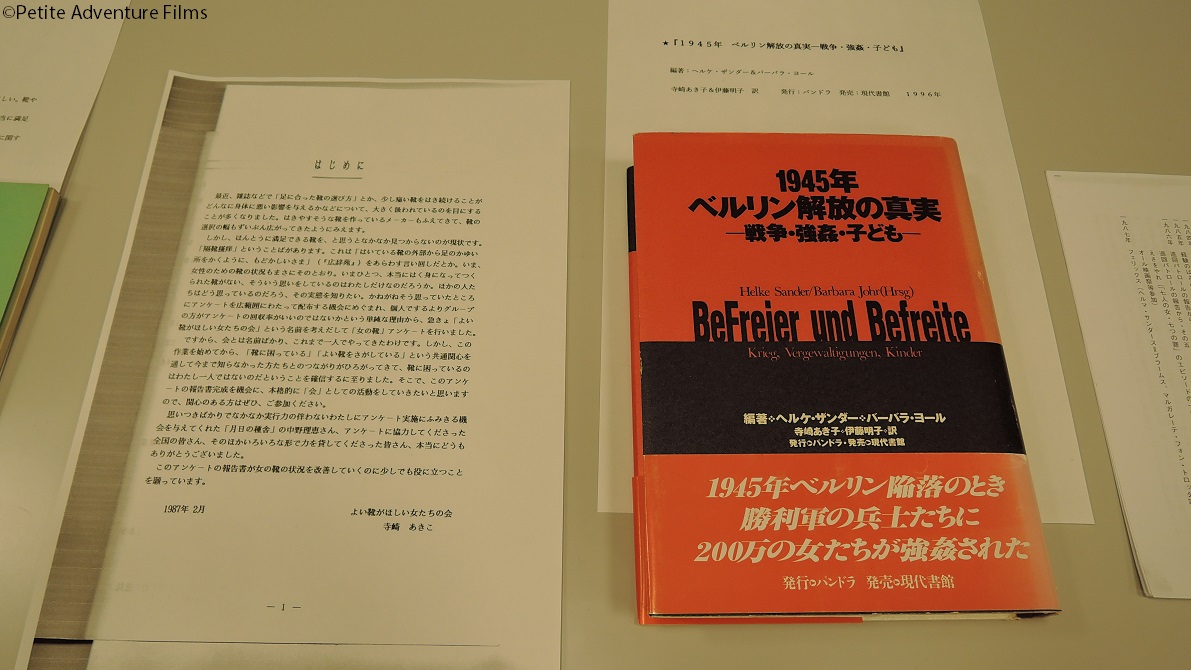 ©Petite Adventure Films
しい。靴や
当に満足
に関す
はじめに
最近、雑誌などで「足に合った靴の選び方」とか、少し痛い靴をはき続けることが
どんなに身体に悪い影響を与えるかなどについて、大きく扱われているのを目にする
ことが多くなりました。はきやすそうな靴を作っているメーカーもふえてきて、靴の
選択の幅もずいぶん広がってきたようにみえます。
しかし、ほんとうに満足できる靴を、と思うとなかなか見つからないのが現状です。
「隔靴掻痒」ということばがあります。これは「はいている靴の外部から足のかゆい
所をかくように、もどかしいさま」(『広辞苑』)をあらわす言い回しだとか。いま、
女性のための靴の状況もまさにそのとおり。いまひとつ、本当にはく身になってつく
られた靴がない、そういう思いをしているのはわたしだけなのだろうか。ほかの人た
ちはどう思っているのだろう、その実態を知りたい。かねがねそう思っていたところ
にアンケートを広範囲にわたって配布する機会にめぐまれ、個人でするよりグループ
の方がアンケートの回収率がいいのではないかという単純な理由から、急きょ「よい
靴がほしい女たちの会」という名前を考えだして「女の靴」アンケートを行いました。
ですから、会とは名前ばかり、これまで一人でやってきたわけです。しかし、この
作業を始めてから、「靴に困っている」「よい靴をさがしている」という共通関心を
通して今まで知らなかった方たちとのつながりがひろがってきて、靴に困っているの
はわたし一人ではないのだということを確信するに至りました。そこで、このアンケ
ートの報告書完成を機会に、本格的に「会」としての活動をしていきたいと思います
ので、関心のある方はぜひ、ご参加ください。
思いつきばかりでなかなか実行力の伴わないわたしにアンケート実施にふみきる機
会を与えてくれた「月日の穂舎」の中野理恵さん、アンケートに協力してくださった
全国の皆さん、そのほかいろいろな形で力を貸してくださった皆さん、本当にどうも
ありがとうございました。
このアンケートの報告書が女の靴の状況を改善していくのに少しでも役に立つこと
を願っています。
1987年 2月
よい靴がほしい女たちの会
寺崎 あきこ
— 1 —
★『1945年 ベルリン解放の真実―戦争・強姦・子ども』
編著:ヘルケ・ザンダー&バーバラ・ヨール
寺崎あき子&伊藤明子 訳 発行:パンドラ 発売:現代書館 1996年
1945年
ベルリン解放の真実
―戦争・強姦・子ども―
Helke Sander/Barbara Johr(Hrsg)
BeFreier und Befreite
Krieg, Vergewaltigungen, Kinder
編著✣ヘルケ・ザンダー✣バーバラ・ヨール
寺崎あき子✣伊藤明子✣訳
発行✣パンドラ・発売✣現代書館
1945年ベルリン陥落のとき
勝利軍の兵士たちに
200万の女たちが強姦された
発行✣パンドラ 発売✣現代書館
一九八七年